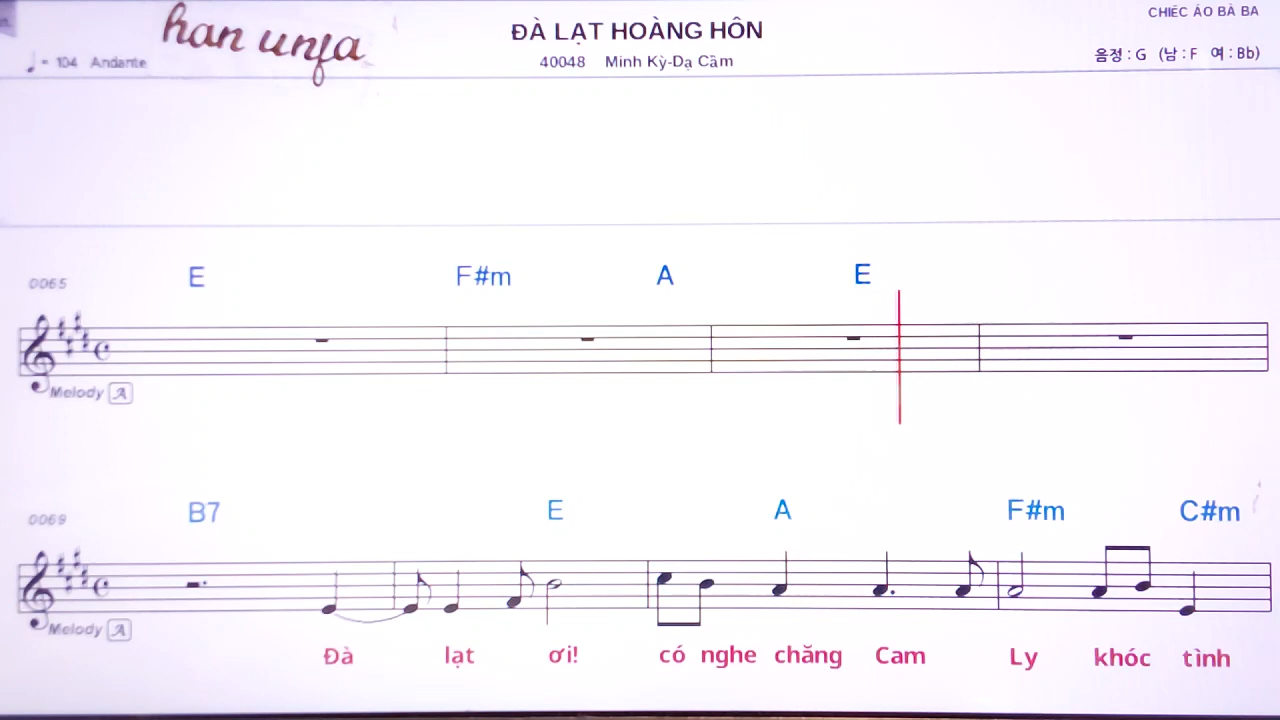 han unfa
ĐÀ LẠT HOÀNG HÔN
CHIẾC ÁO BÀ BA
♩ = 104 Andante
40048 Minh Kỳ-Dạ Cầm
음정 : G (남 : F 여 : Bb)
0065 E F#m A E
Melody A
0069 B7 E A F#m C#m
Melody A
Đà lạt ơi! có nghe chăng Cam Ly khóc tình